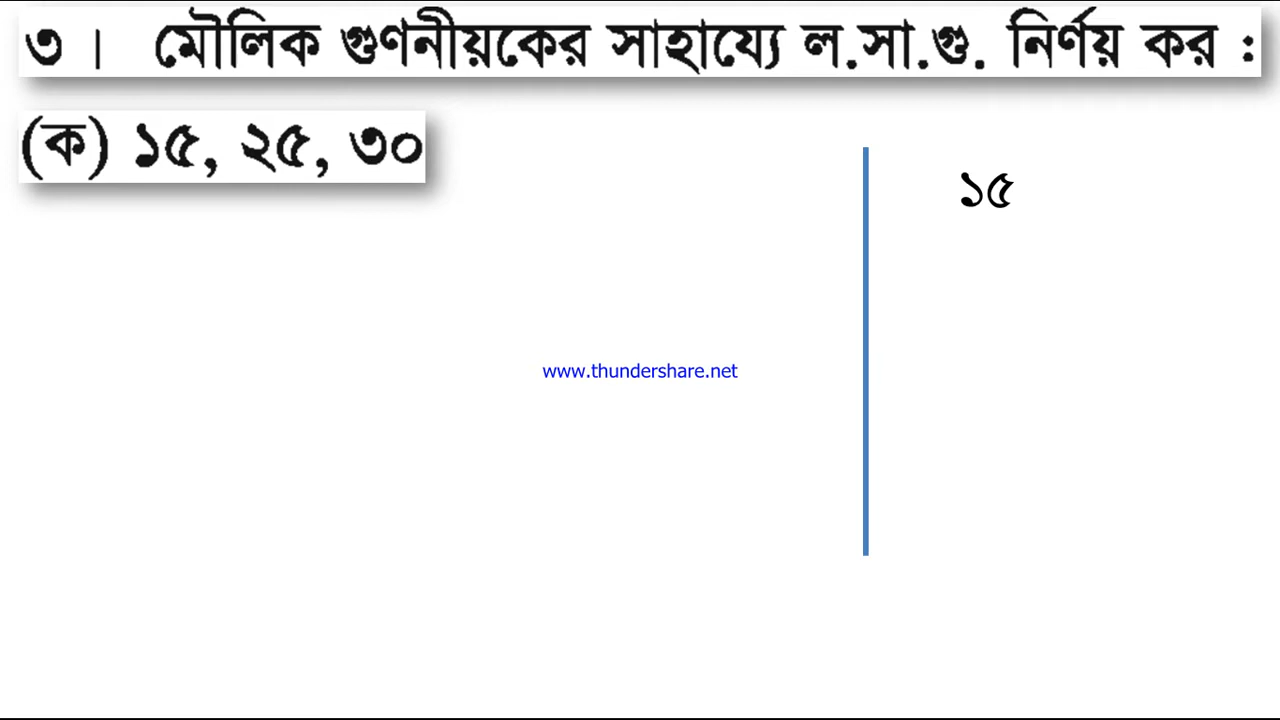 ৩ । মৌলিক গুণনীয়কের সাহায্যে ল.সা.গু. নির্ণয় কর :
(ক) ১৫, ২৫, ৩০
১৫
www.thundershare.net